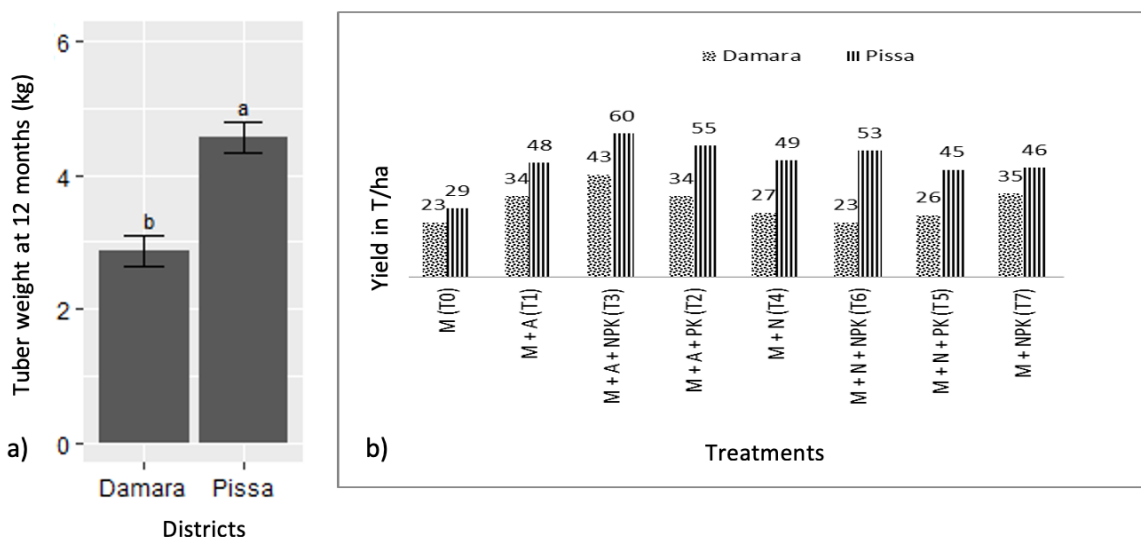 Tuber weight at 12 months (kg)
6
4
2
0
b
a
Damara Pissa
Districts
a)
Damara Pissa
Yield in T/ha
23 29
34 48
43 60
34 55
27 49
23 53
26 45
35 46
M (T0)
M + A (T1)
M + A + NPK (T3)
M + A + PK (T2)
M + N (T4)
M + N + NPK (T6)
M + N + PK (T5)
M + NPK (T7)
b)
Treatments